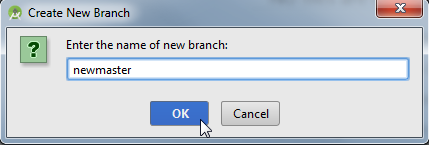 Create New Branch
Enter the name of new branch:
newmaster
OK
Cancel